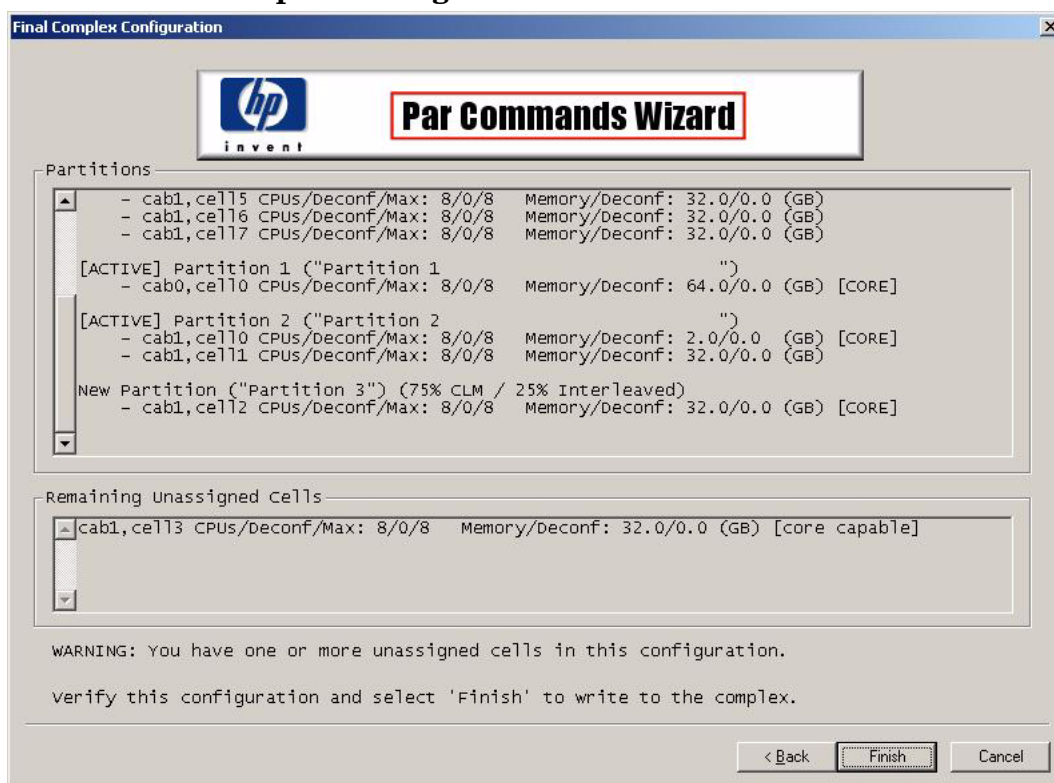 Final Complex Configuration
hp
invent
Par Commands Wizard
Partitions
- cab1,cell5 CPUs/Deconf/Max: 8/0/8 Memory/Deconf: 32.0/0.0 (GB)
- cab1,cell6 CPUs/Deconf/Max: 8/0/8 Memory/Deconf: 32.0/0.0 (GB)
- cab1,cell7 CPUs/Deconf/Max: 8/0/8 Memory/Deconf: 32.0/0.0 (GB)
[ACTIVE] Partition 1 ("Partition 1 ")
- cab0,cell0 CPUs/Deconf/Max: 8/0/8 Memory/Deconf: 64.0/0.0 (GB) [CORE]
[ACTIVE] Partition 2 ("Partition 2 ")
- cab1,cell0 CPUs/Deconf/Max: 8/0/8 Memory/Deconf: 2.0/0.0 (GB) [CORE]
- cab1,cell1 CPUs/Deconf/Max: 8/0/8 Memory/Deconf: 32.0/0.0 (GB)
New Partition ("Partition 3") (75% CLM / 25% Interleaved)
- cab1,cell2 CPUs/Deconf/Max: 8/0/8 Memory/Deconf: 32.0/0.0 (GB) [CORE]
Remaining Unassigned Cells
cab1,cell3 CPUs/Deconf/Max: 8/0/8 Memory/Deconf: 32.0/0.0 (GB) [core capable]
WARNING: You have one or more unassigned cells in this configuration.
Verify this configuration and select 'Finish' to write to the complex.
< Back Finish Cancel